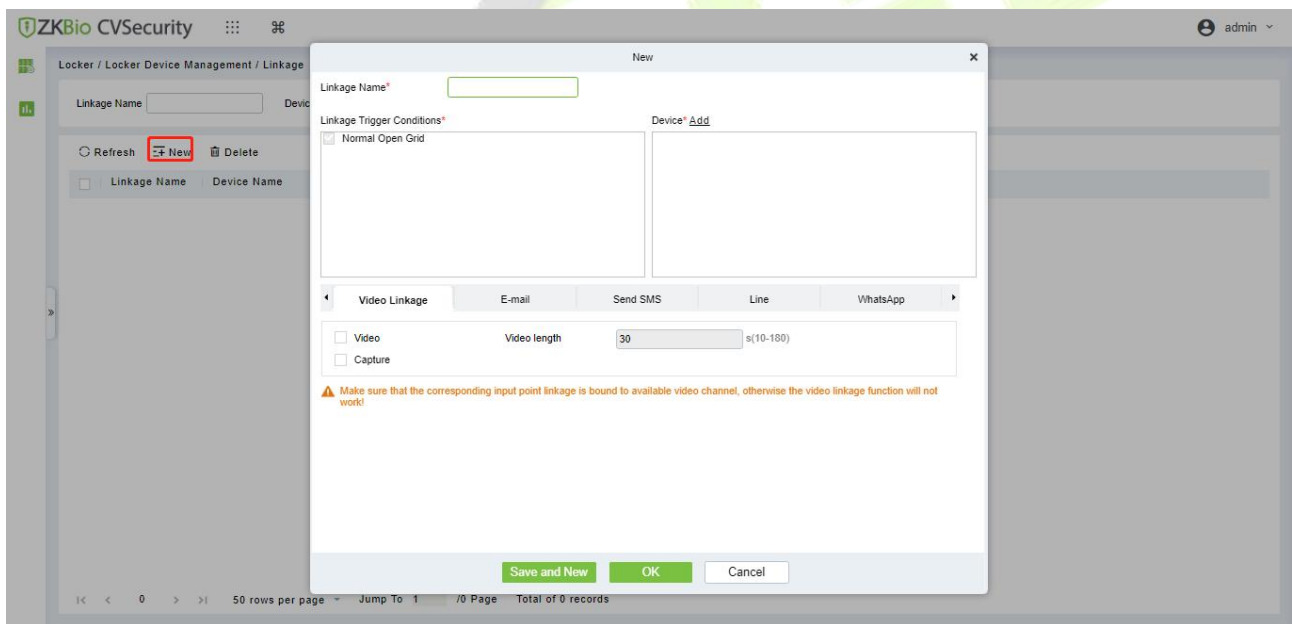 ZKBio CVSecurity
admin
Locker / Locker Device Management / Linkage
Linkage Name
Devic
Refresh New Delete
Linkage Name Device Name
New
Linkage Name*
Linkage Trigger Conditions* Device* Add
Normal Open Grid
Video Linkage E-mail Send SMS Line WhatsApp
Video Video length 30 s(10-180)
Capture
Make sure that the corresponding input point linkage is bound to available video channel, otherwise the video linkage function will not
work!
Save and New OK Cancel
0 50 rows per page Jump To 1 /0 Page Total of 0 records